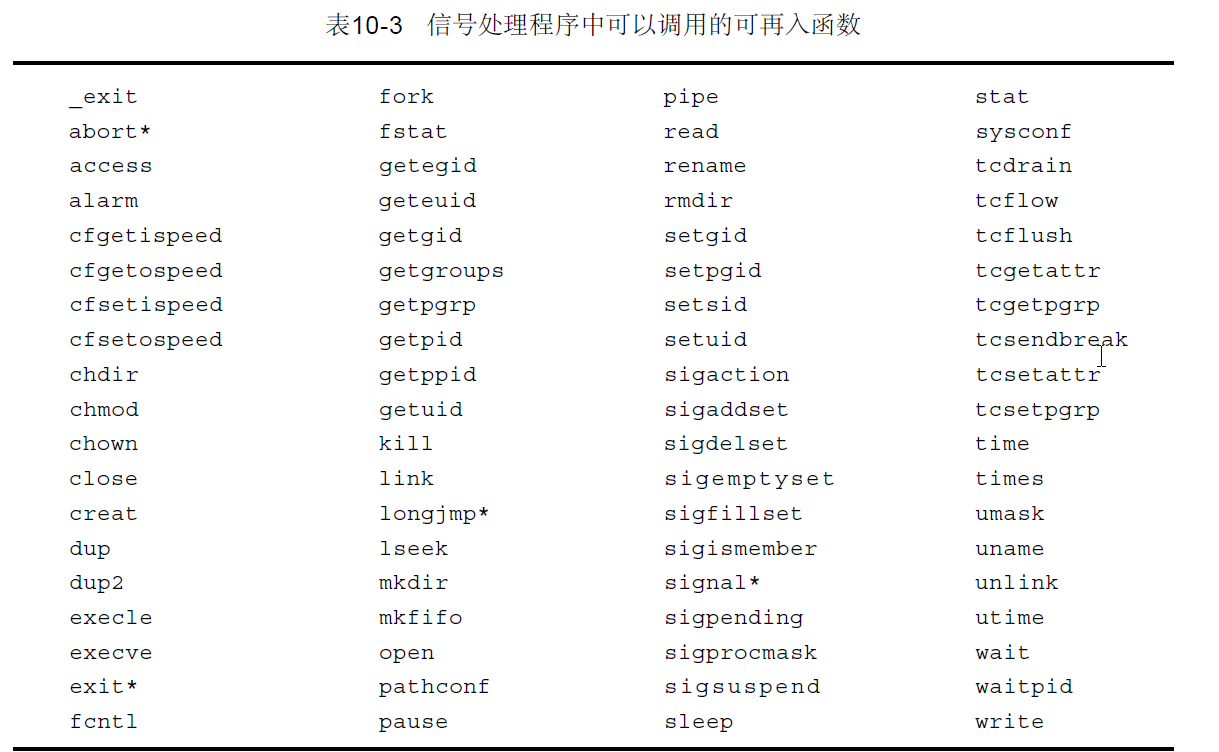 表10-3 信号处理程序中可以调用的可再入函数
_exit fork pipe stat
abort* fstat read sysconf
access getegid rename tcdrain
alarm geteuid rmdir tcflow
cfgetispeed getgid setgid tcflush
cfgetospeed getgroups setpgid tcgetattr
cfsetispeed getpgrp setsid tcgetpgrp
cfsetospeed getpid setuid tcsendbreak
chdir getppid sigaction tcsetattr
chmod getuid sigaddset tcsetpgrp
chown kill sigdelset time
close link sigemptyset times
creat longjmp* sigfillset umask
dup lseek sigismember uname
dup2 mkdir signal* unlink
execle mkfifo sigpending utime
execve open sigprocmask wait
exit* pathconf sigsuspend waitpid
fcntl pause sleep write